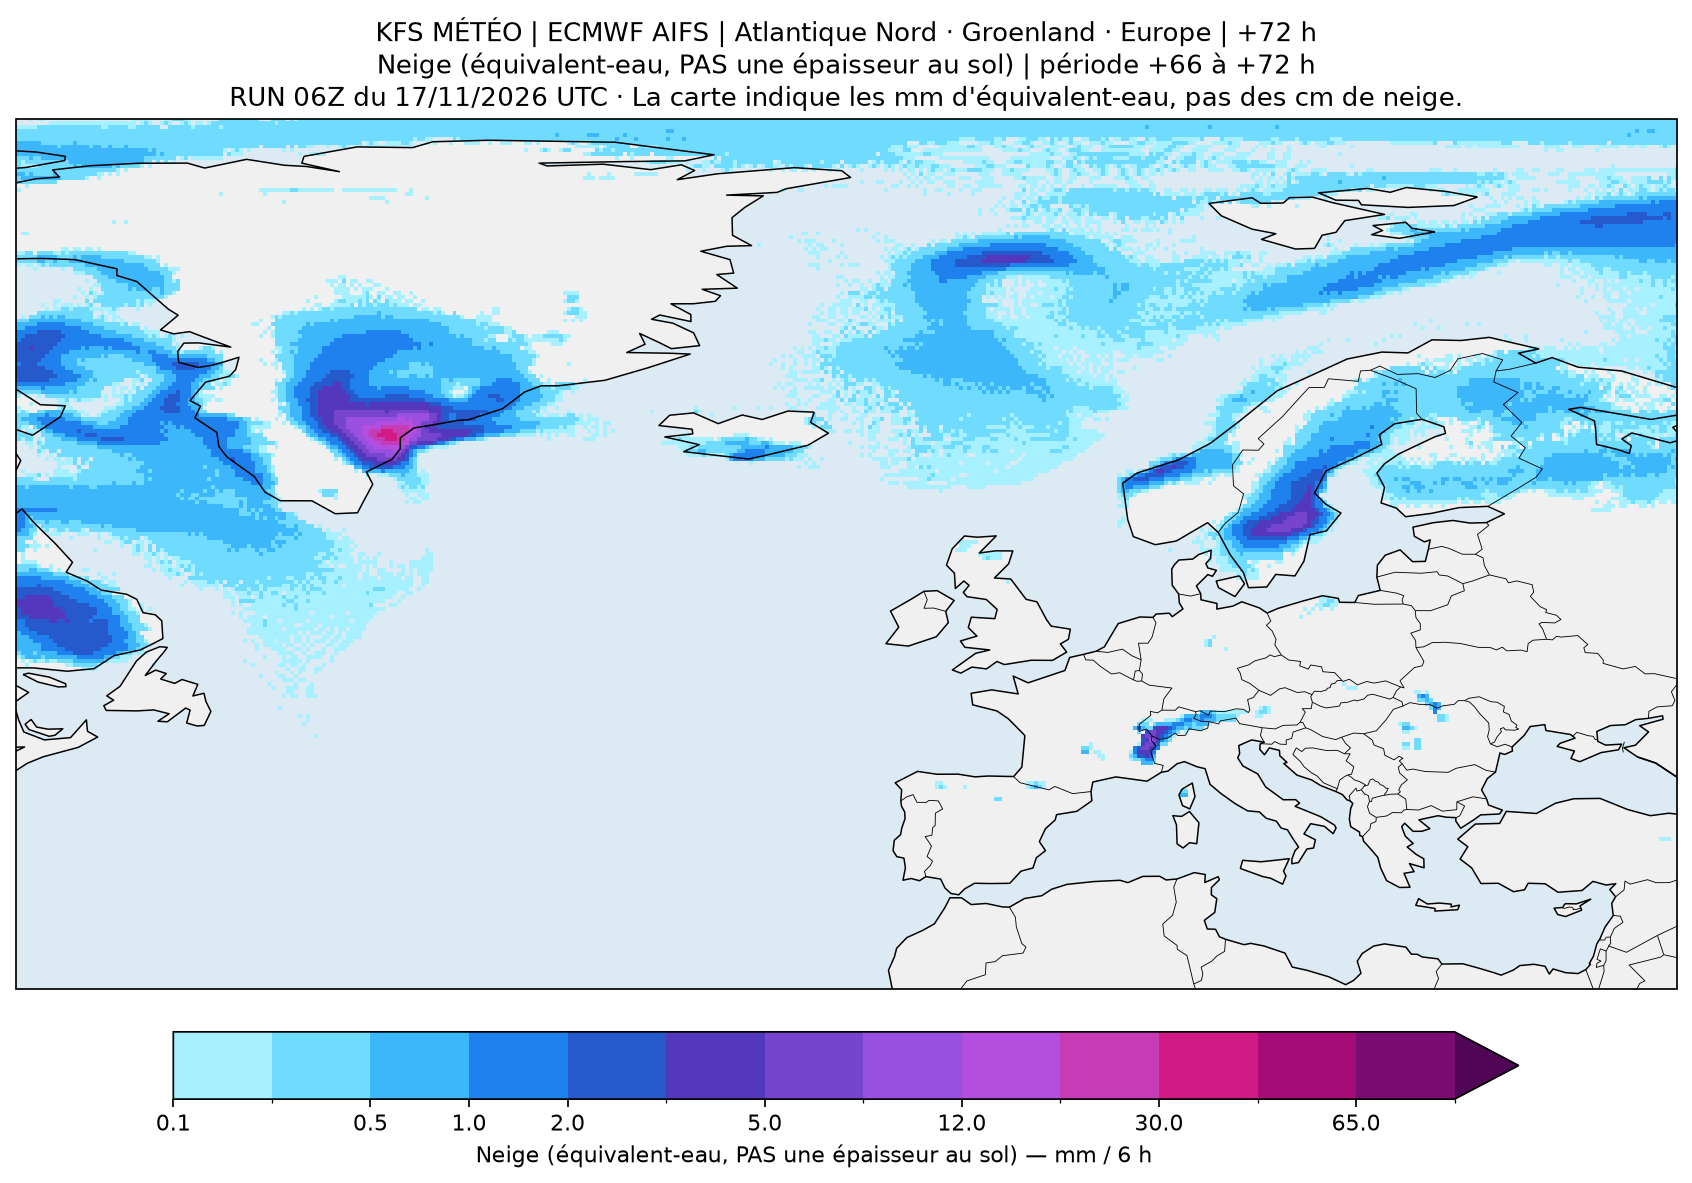 KFS MÉTÉO | ECMWF AIFS | Atlantique Nord · Groenland · Europe | +72 h
Neige (équivalent-eau, PAS une épaisseur au sol) | période +66 à +72 h
RUN 06Z du 17/11/2026 UTC · La carte indique les mm d'équivalent-eau, pas des cm de neige.
0.1 0.5 1.0 2.0 5.0 12.0 30.0 65.0
Neige (équivalent-eau, PAS une épaisseur au sol) — mm / 6 h